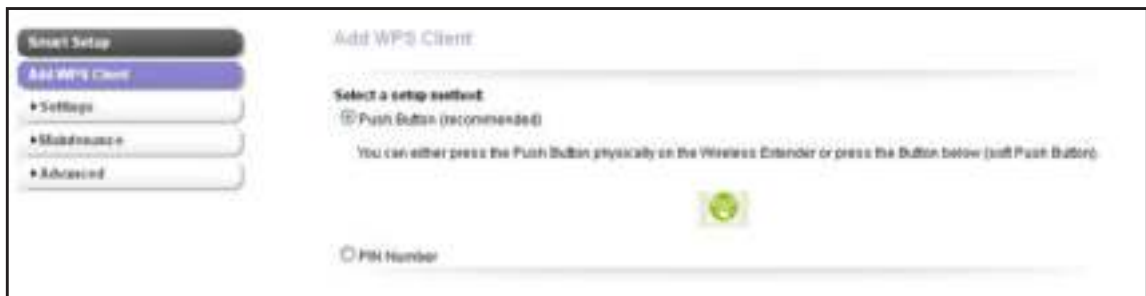 Smart Setup
Add WPS Client
Settings
Maintenance
Advanced
Add WPS Client
Select a setup method:
Push Button (recommended)
You can either press the Push Button physically on the Wireless Extender or press the Button below (soft Push Button).
PIN Number